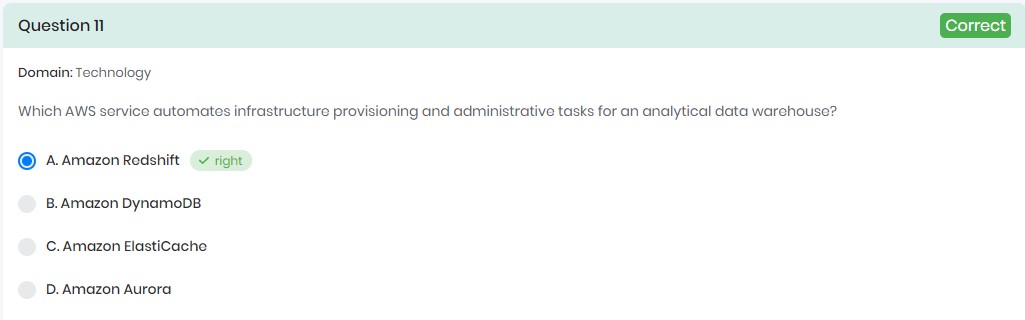 Question 11
Correct
Domain: Technology
Which AWS service automates infrastructure provisioning and administrative tasks for an analytical data warehouse?
A. Amazon Redshift right
B. Amazon DynamoDB
C. Amazon ElastiCache
D. Amazon Aurora